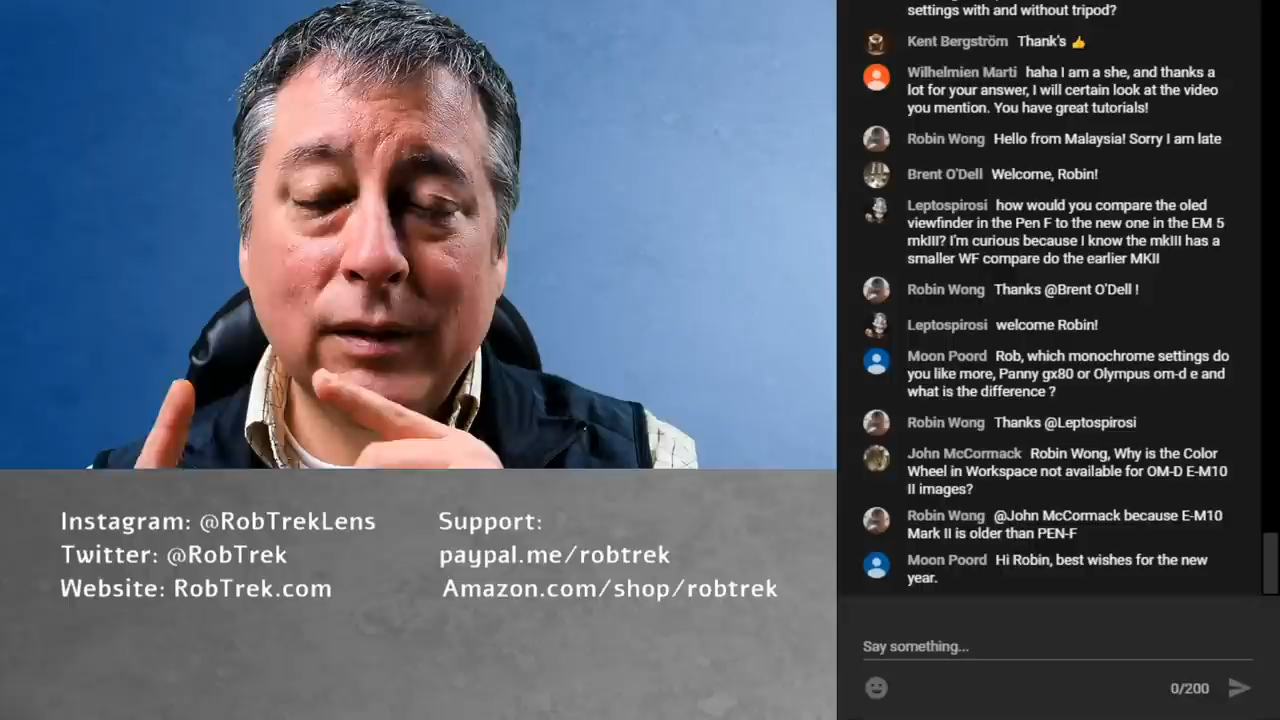 Instagram: @RobTrekLens
Twitter: @RobTrek
Website: RobTrek.com
Support:
paypal.me/robtrek
Amazon.com/shop/robtrek
settings with and without tripod?
Kent Bergström Thank's 👍
Wilhelmien Marti haha I am a she, and thanks a
lot for your answer, I will certain look at the video
you mention. You have great tutorials!
Robin Wong Hello from Malaysia! Sorry I am late
Brent O'Dell Welcome, Robin!
Leptospirosi how would you compare the oled
viewfinder in the Pen F to the new one in the EM 5
mkIII? I'm curious because I know the mkIII has a
smaller WF compare do the earlier MKII
Robin Wong Thanks @Brent O'Dell !
Leptospirosi welcome Robin!
Moon Poord Rob, which monochrome settings do
you like more, Panny gx80 or Olympus om-d e and
what is the difference ?
Robin Wong Thanks @Leptospirosi
John McCormack Robin Wong, Why is the Color
Wheel in Workspace not available for OM-D E-M10
II images?
Robin Wong @John McCormack because E-M10
Mark II is older than PEN-F
Moon Poord Hi Robin, best wishes for the new
year.
Say something...
0/200